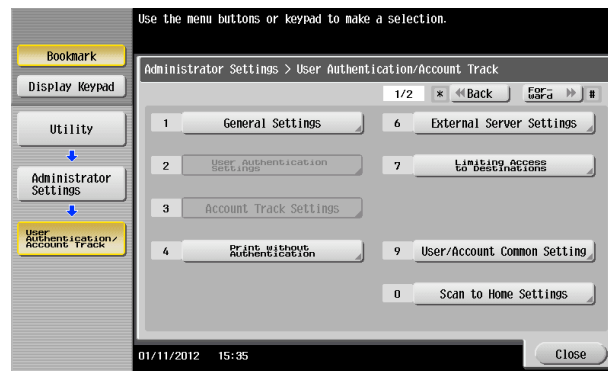 Use the menu buttons or keypad to make a selection.
Bookmark
Display Keypad
Utility
Administrator
Settings
User
Authentication/
Account Track
Administrator Settings > User Authentication/Account Track
1/2 * Back For-
ward #
1 General Settings
2 User Authentication
Settings
3 Account Track Settings
4 Print without
Authentication
6 External Server Settings
7 Limiting Access
to Destinations
9 User/Account Common Setting
0 Scan to Home Settings
01/11/2012 15:35
Close